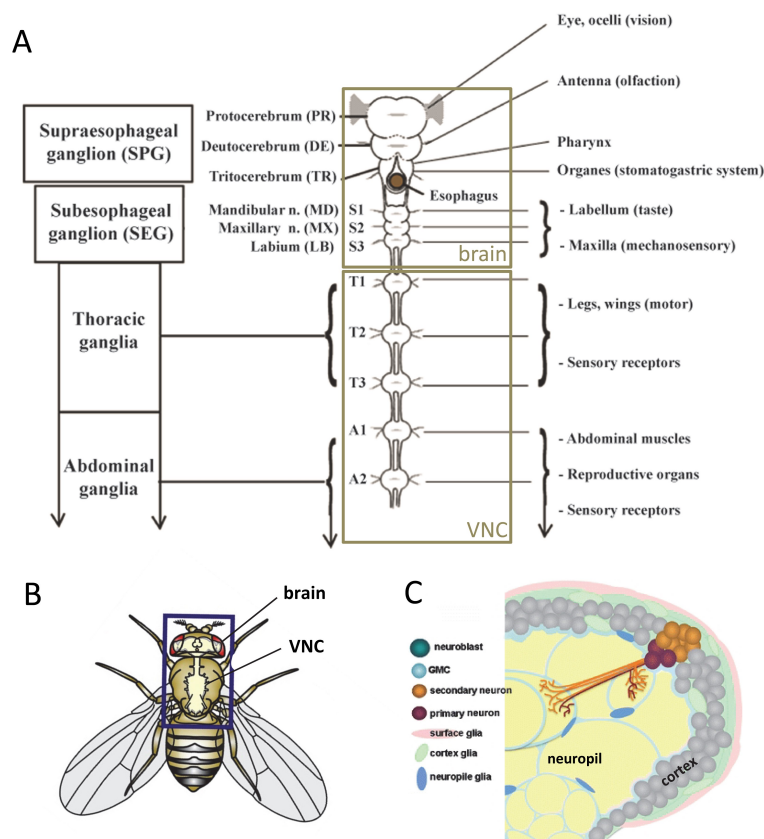 A
Eye, ocelli (vision)
Antenna (olfaction)
Supraesophageal
ganglion (SPG)
Protocerebrum (PR)
Deutocerebrum (DE)
Pharynx
Tritocerebrum (TR)
Organes (stomatogastric system)
Esophagus
Subesophageal
ganglion (SEG)
Mandibular n. (MD) S1
- Labellum (taste)
Maxillary n. (MX) S2
Labium (LB) S3
- Maxilla (mechanosensory)
brain
T1
Thoracic
ganglia
- Legs, wings (motor)
T2
- Sensory receptors
T3
A1
- Abdominal muscles
Abdominal
ganglia
A2
- Reproductive organs
- Sensory receptors
VNC
B
brain
VNC
C
neuroblast
GMC
secondary neuron
primary neuron
surface glia
cortex glia
neuropile glia
neuropil
cortex